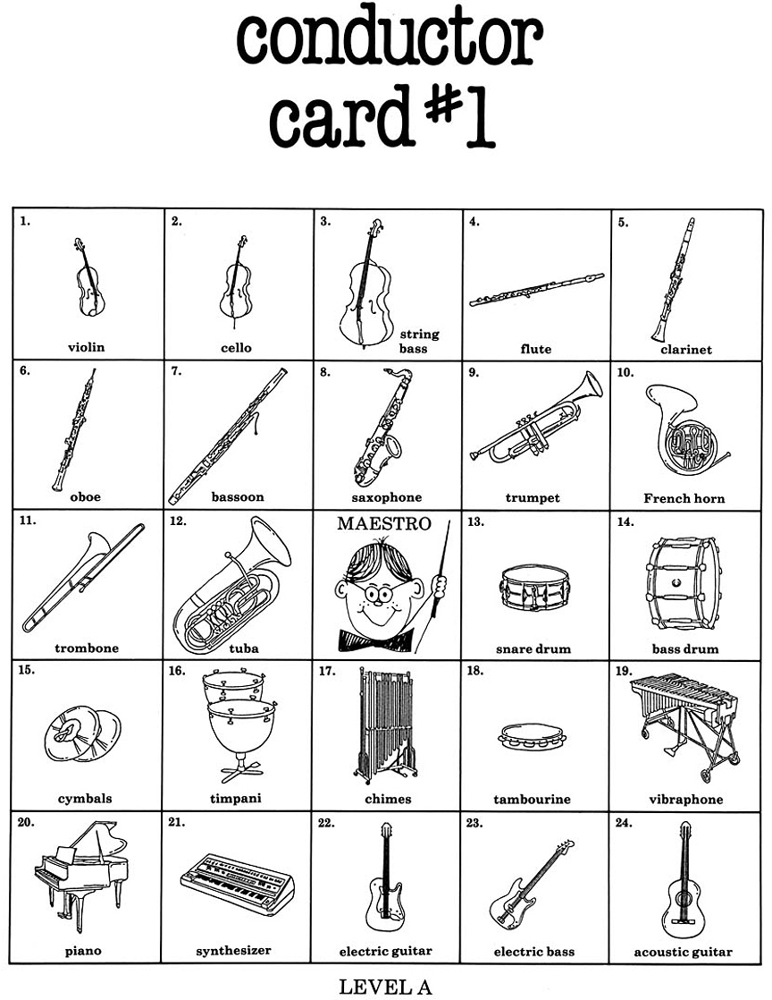 conductor
card #1
1.
violin
2.
cello
3.
string
bass
4.
flute
5.
clarinet
6.
oboe
7.
bassoon
8.
saxophone
9.
trumpet
10.
French horn
11.
trombone
12.
tuba
MAESTRO
13.
snare drum
14.
bass drum
15.
cymbals
16.
timpani
17.
chimes
18.
tambourine
19.
vibraphone
20.
piano
21.
synthesizer
22.
electric guitar
23.
electric bass
24.
acoustic guitar
LEVEL A